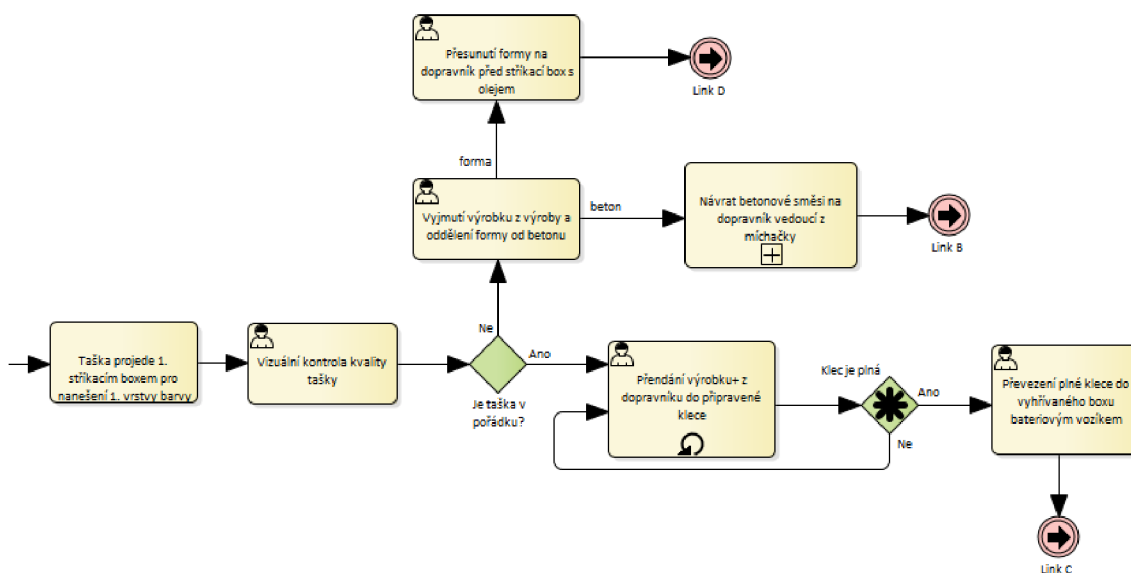 Přesunutí formy na
dopravník před stříkací box s
olejem
Link D
forma
Vyjmutí výrobku z výroby a
oddělení formy od betonu
beton
Návrat betonové směsi na
dopravník vedoucí z
míchačky
Link B
Taška projede 1.
stříkacím boxem pro
nanešení 1. vrstvy barvy
Vizuální kontrola kvality
tašky
Ne
Ano
Je taška v
pořádku?
Přendání výrobku+ z
dopravníku do připravené
klece
Klec je plná
Ano
Ne
Převezení plné klece do
vyhřívaného boxu
bateriovým vozíkem
Link C